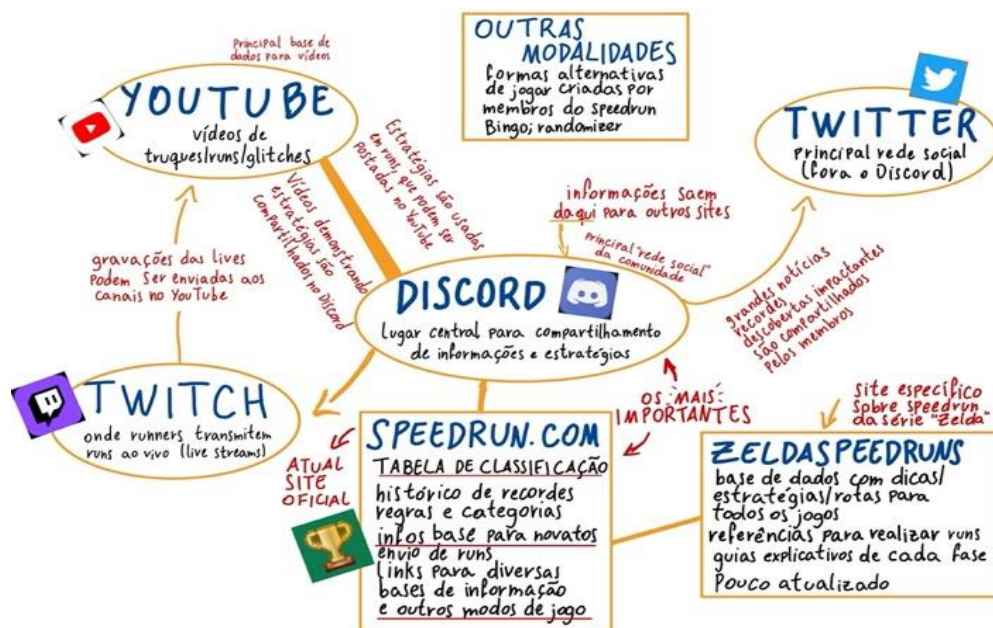 Principal base de
dados para vídeos
YOUTUBE
vídeos de
truques/runs/glitches
OUTRAS
MODALIDADES
formas alternativas
de jogar criadas por
membros do speedrun
Bingo; randomizer
TWITTER
principal rede social
(fora o Discord)
Estratégias são usadas
em runs, que podem ser
postadas no YouTube
Vídeos demonstrando
estratégias são
compartilhados no Discord
informações saem
daqui para outros sites
principal "rede social"
da comunidade
gravações das lives
Podem ser enviadas aos
canais no YouTube
DISCORD
lugar central para compartilhamento
de informações e estratégias
grandes notícias
recordes
descobertas impactantes
são compartilhados
pelos membros
TWITCH
onde runners transmitem
runs ao vivo (live streams)
OS MAIS
IMPORTANTES
site específico
sobre speedrun
da série "Zelda"
ATUAL
SITE
OFICIAL
SPEEDRUN.COM
TABELA DE CLASSIFICAÇÃO
histórico de recordes
regras e categorias
infos base para novatos
envio de runs
links para diversas
bases de informação
e outros modos de jogo
ZELDASPEEDRUNS
base de dados com dicas/
estratégias/rotas para
todos os jogos
referências para realizar runs
guias explicativos de cada fase
Pouco atualizado